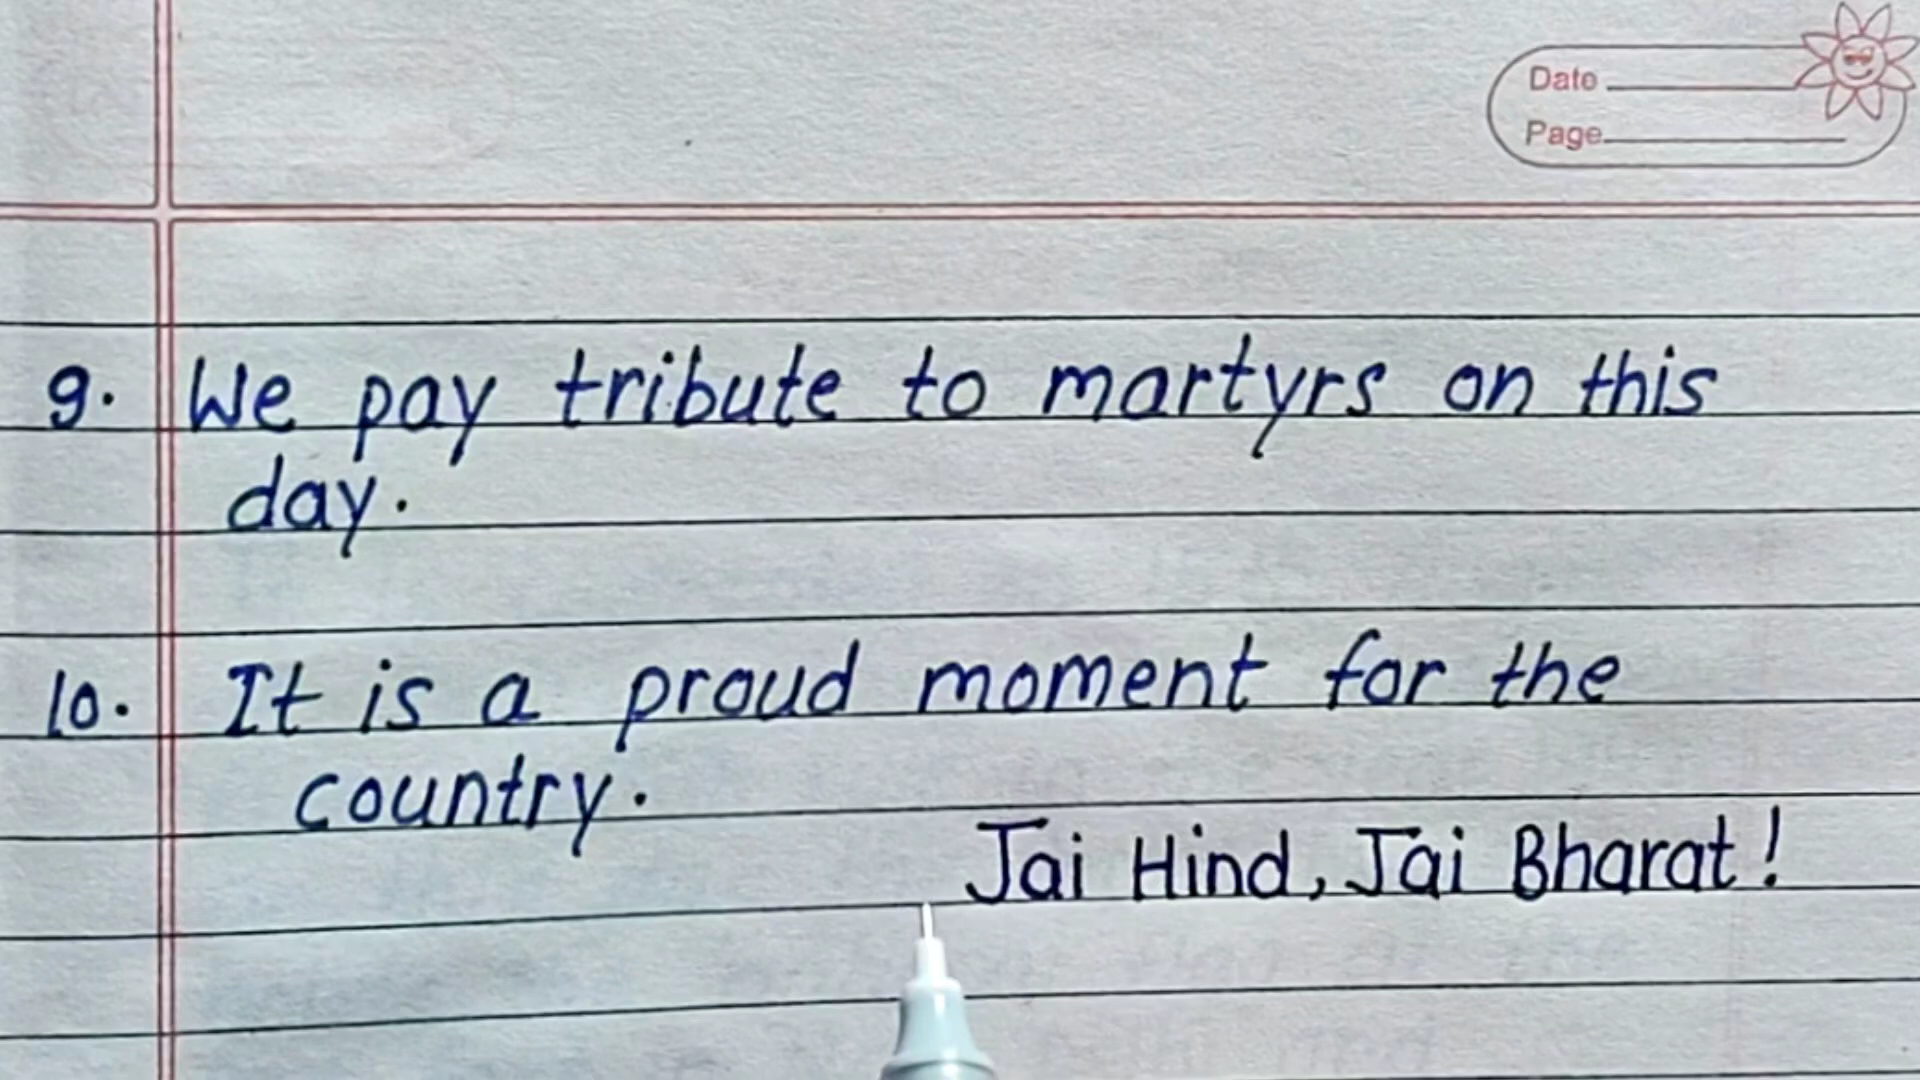 Date
Page
9. We pay tribute to martyrs on this
day.
10. It is a proud moment for the
country.
Jai Hind, Jai Bharat!